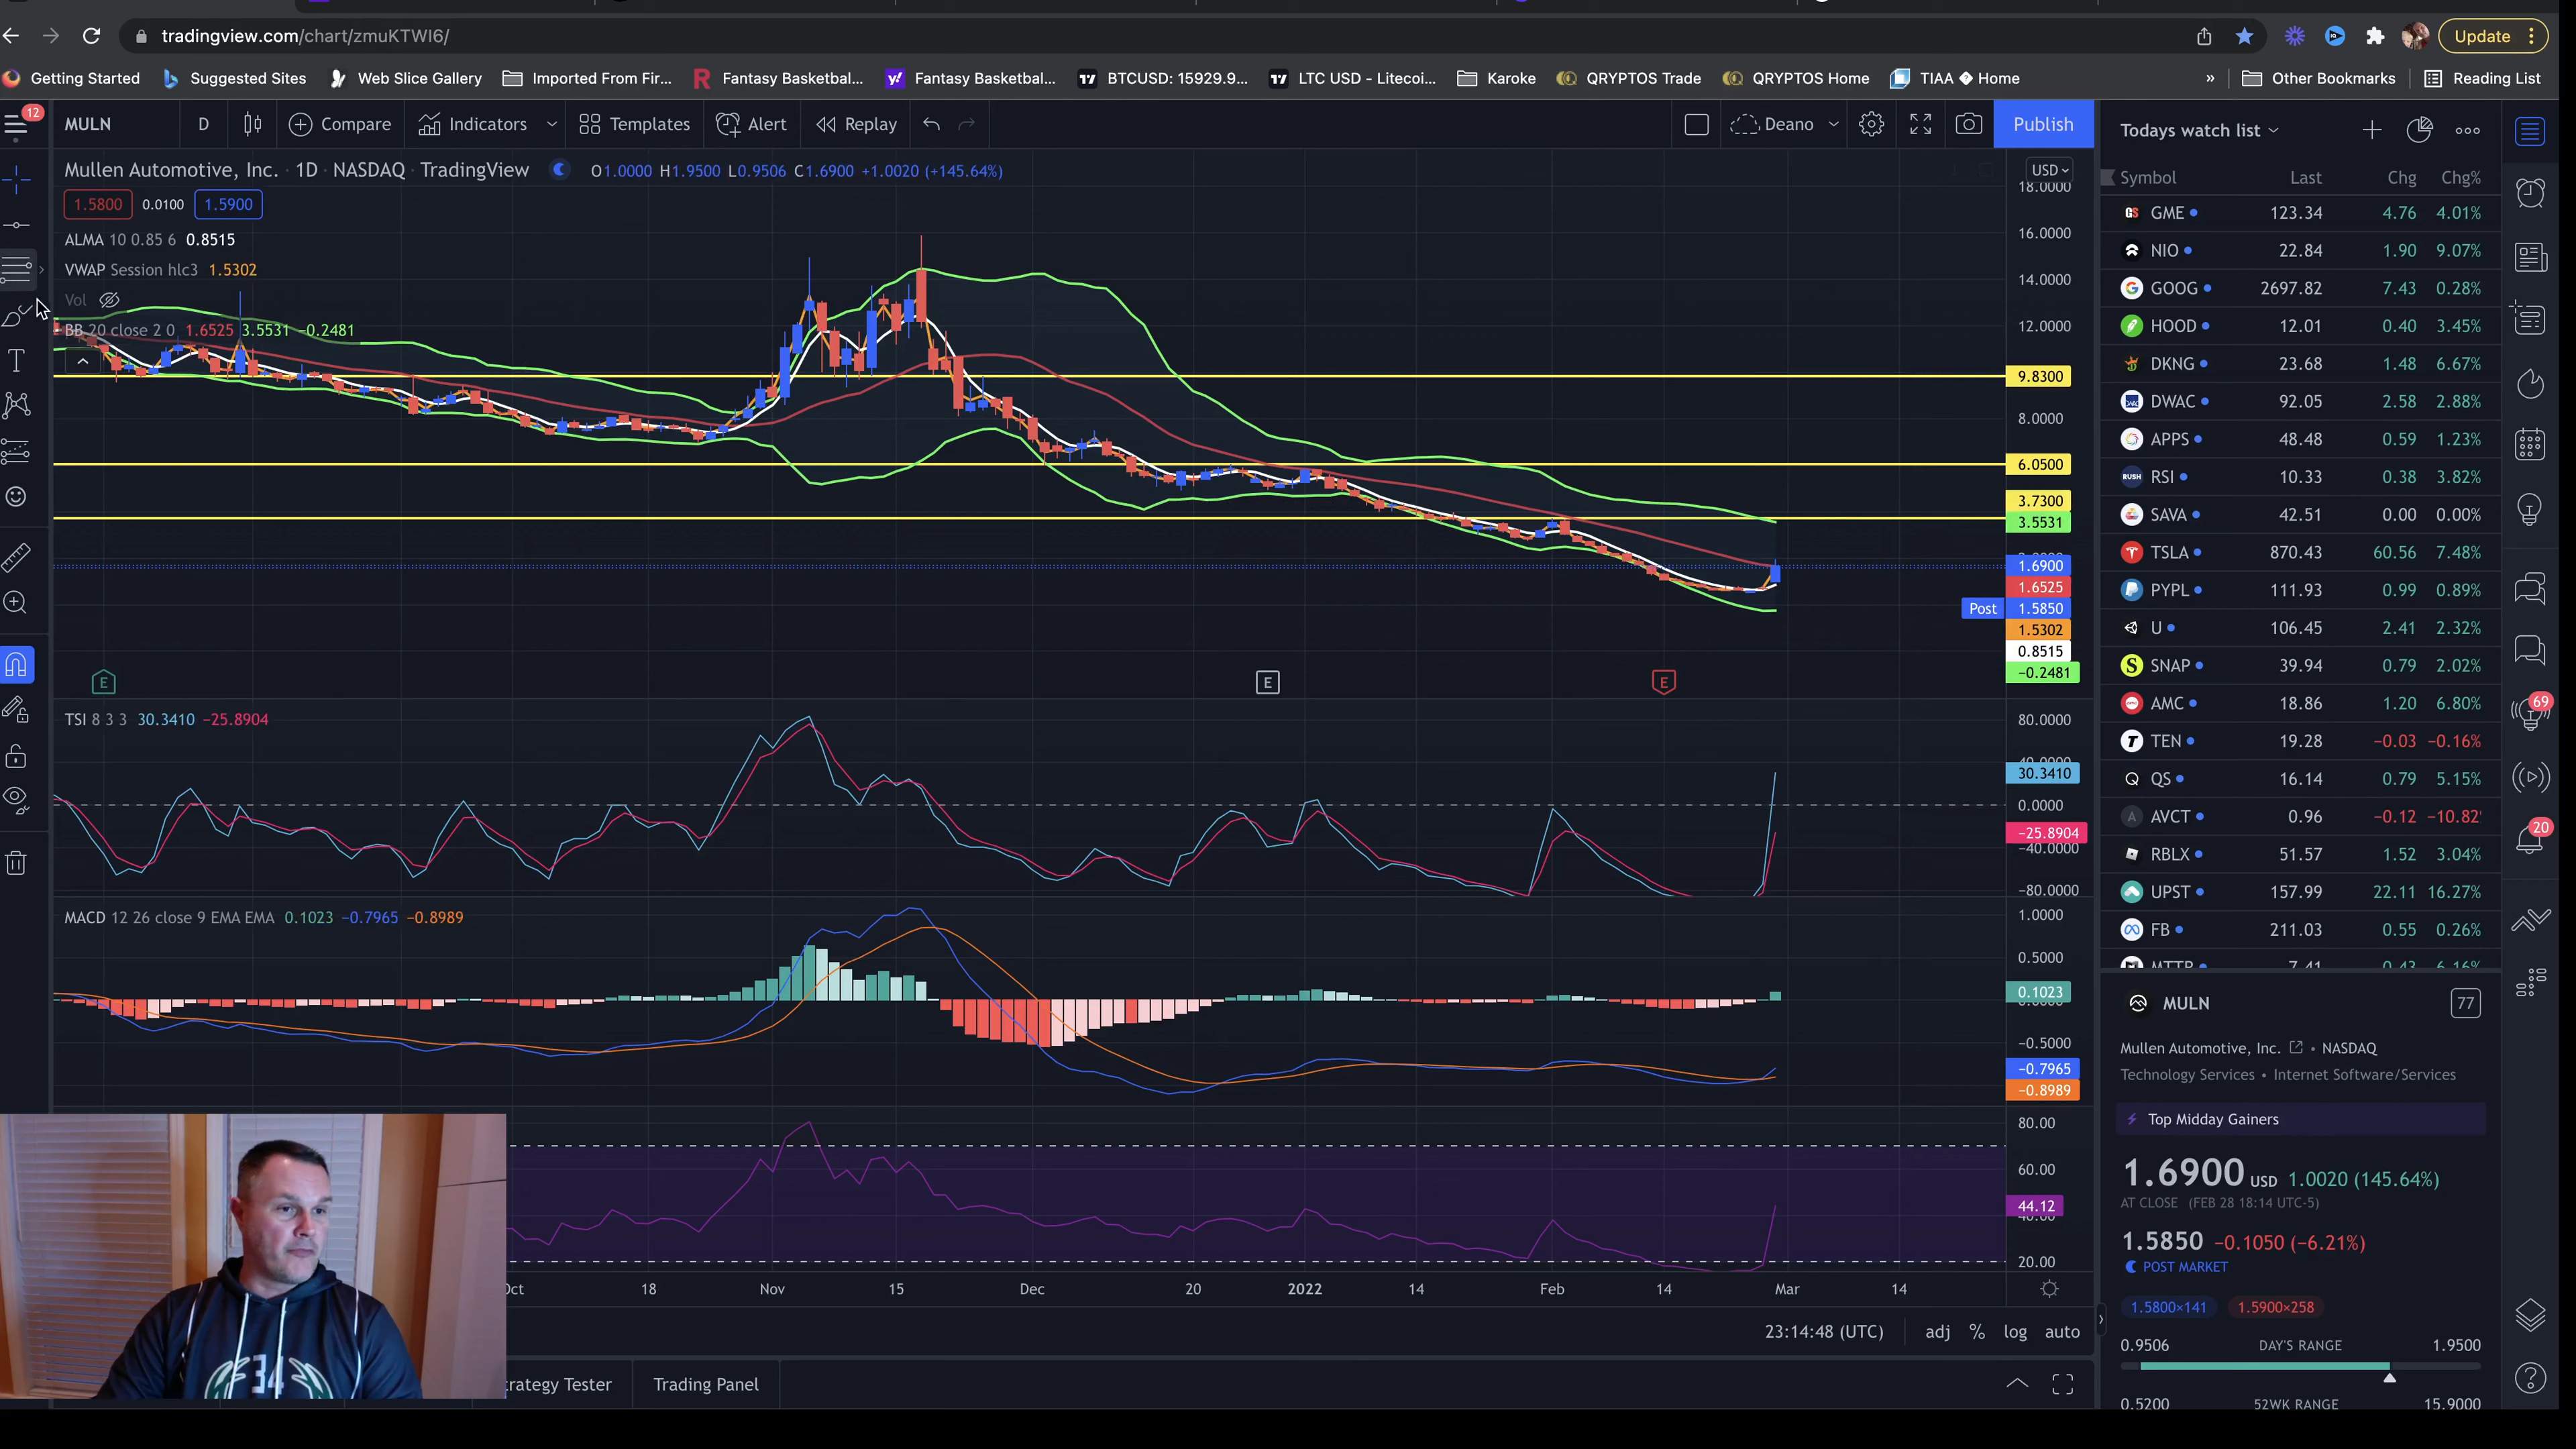 tradingview.com/chart/zmuKTWI6/
Update
Getting Started
Suggested Sites
Web Slice Gallery
Imported From Fir...
Fantasy Basketbal...
Fantasy Basketbal...
BTCUSD: 15929.9...
LTC USD - Litecoi...
Karoke
QRYPTOS Trade
QRYPTOS Home
TIAA � Home
»
Other Bookmarks
Reading List
12
MULN
D
Compare
Indicators
Templates
Alert
Replay
Deano
Publish
Mullen Automotive, Inc. · 1D · NASDAQ · TradingView
O1.0000 H1.9500 L0.9506 C1.6900 +1.0020 (+145.64%)
1.5800 0.0100 1.5900
ALMA 10 0.85 6 0.8515
VWAP Session hlc3 1.5302
Vol
BB 20 close 2 0 1.6525 3.5531 −0.2481
USD
18.0000
16.0000
14.0000
12.0000
9.8300
8.0000
6.0500
3.7300
3.5531
1.6900
1.6525
Post 1.5850
1.5302
0.8515
−0.2481
E
E
E
TSI 8 3 3 30.3410 −25.8904
80.0000
30.3410
0.0000
−25.8904
−40.0000
−80.0000
MACD 12 26 close 9 EMA EMA 0.1023 −0.7965 −0.8989
1.0000
0.5000
0.1023
−0.5000
−0.7965
−0.8989
80.00
60.00
44.12
20.00
Oct 18 Nov 15 Dec 20 2022 14 Feb 14 Mar 14
23:14:48 (UTC) adj % log auto
trategy Tester
Trading Panel
34
Todays watch list
Symbol Last Chg Chg%
GME 123.34 4.76 4.01%
NIO 22.84 1.90 9.07%
GOOG 2697.82 7.43 0.28%
HOOD 12.01 0.40 3.45%
DKNG 23.68 1.48 6.67%
DWAC 92.05 2.58 2.88%
APPS 48.48 0.59 1.23%
RSI 10.33 0.38 3.82%
SAVA 42.51 0.00 0.00%
TSLA 870.43 60.56 7.48%
PYPL 111.93 0.99 0.89%
U 106.45 2.41 2.32%
SNAP 39.94 0.79 2.02%
AMC 18.86 1.20 6.80%
TEN 19.28 −0.03 −0.16%
QS 16.14 0.79 5.15%
AVCT 0.96 −0.12 −10.82
RBLX 51.57 1.52 3.04%
UPST 157.99 22.11 16.27%
FB 211.03 0.55 0.26%
MTTR 7.41 0.43 6.16%
MULN
77
Mullen Automotive, Inc. • NASDAQ
Technology Services • Internet Software/Services
Top Midday Gainers
1.6900 USD 1.0020 (145.64%)
AT CLOSE (FEB 28 18:14 UTC-5)
1.5850 −0.1050 (−6.21%)
POST MARKET
1.5800×141 1.5900×258
0.9506 DAY'S RANGE 1.9500
0.5200 52WK RANGE 15.9000
69
20